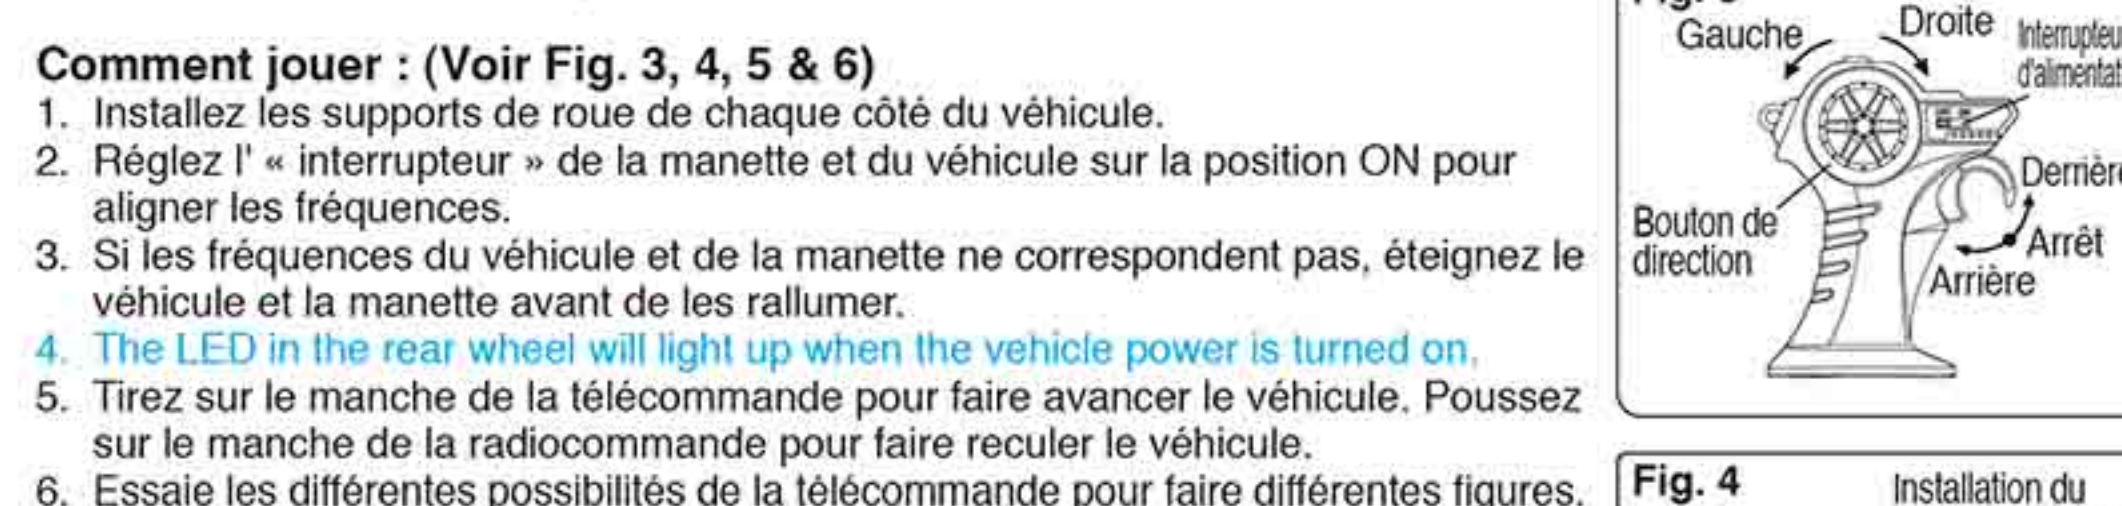 Comment jouer : (Voir Fig. 3, 4, 5 & 6)
1. Installez les supports de roue de chaque côté du véhicule.
2. Réglez l' « interrupteur » de la manette et du véhicule sur la position ON pour
aligner les fréquences.
3. Si les fréquences du véhicule et de la manette ne correspondent pas, éteignez le
véhicule et la manette avant de les rallumer.
4. The LED in the rear wheel will light up when the vehicle power is turned on.
5. Tirez sur le manche de la télécommande pour faire avancer le véhicule. Poussez
sur le manche de la radiocommande pour faire reculer le véhicule.
6. Essaie les différentes possibilités de la télécommande pour faire différentes figures.
Gauche
Droite
Bouton de
direction
Arrêt
Arrière
Fig. 4
Installation du